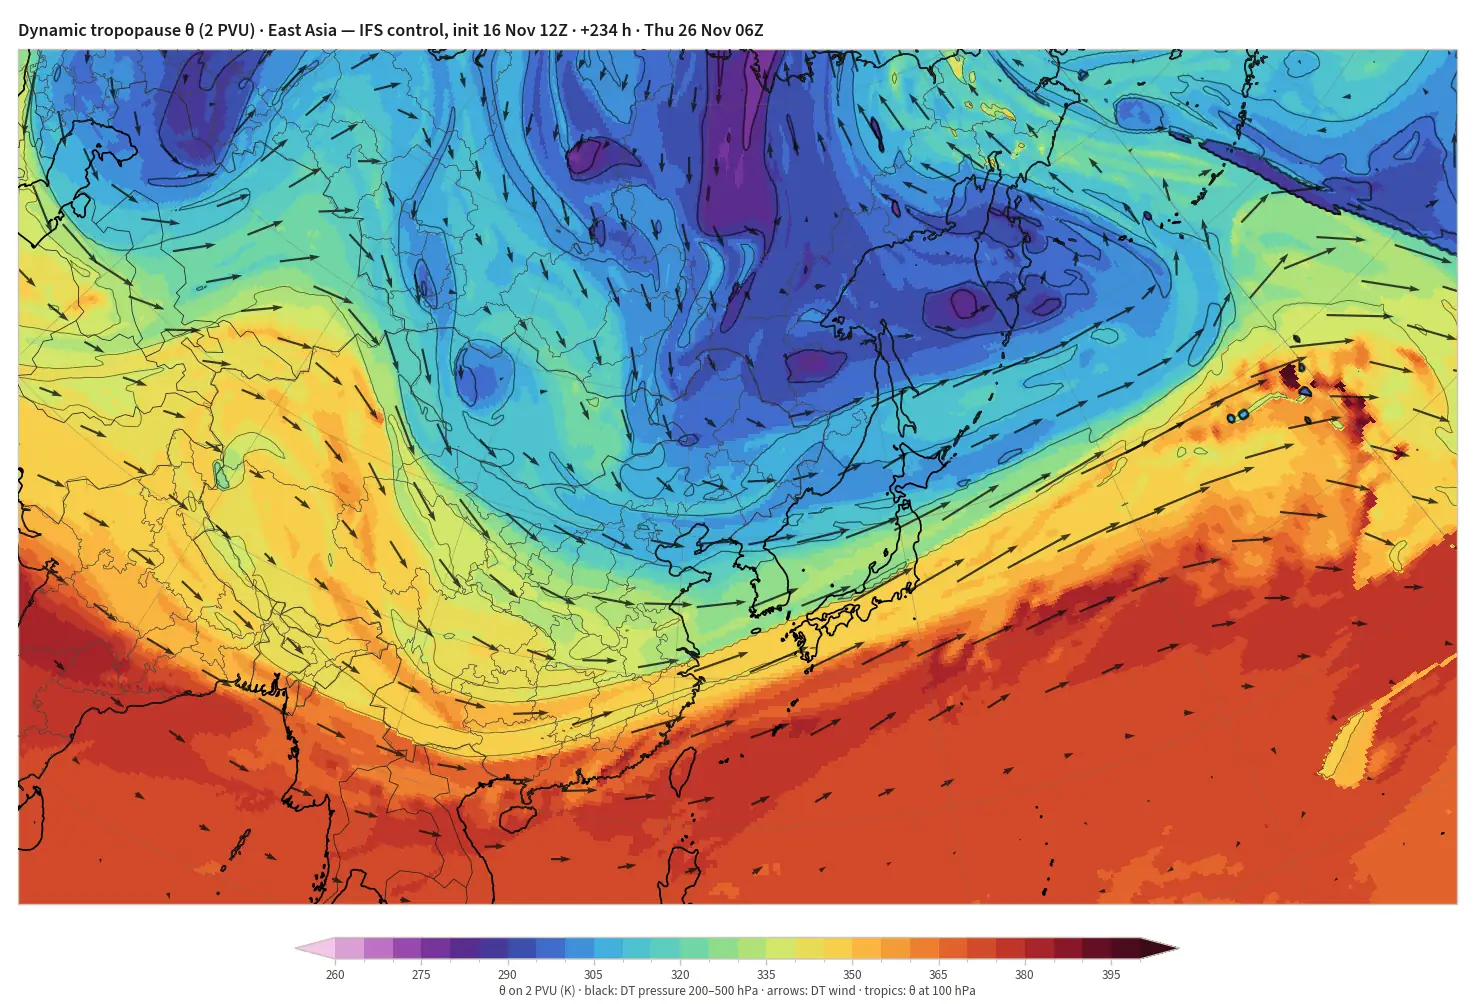 Dynamic tropopause θ (2 PVU) · East Asia — IFS control, init 16 Nov 12Z · +234 h · Thu 26 Nov 06Z
260 275 290 305 320 335 350 365 380 395
θ on 2 PVU (K) · black: DT pressure 200–500 hPa · arrows: DT wind · tropics: θ at 100 hPa